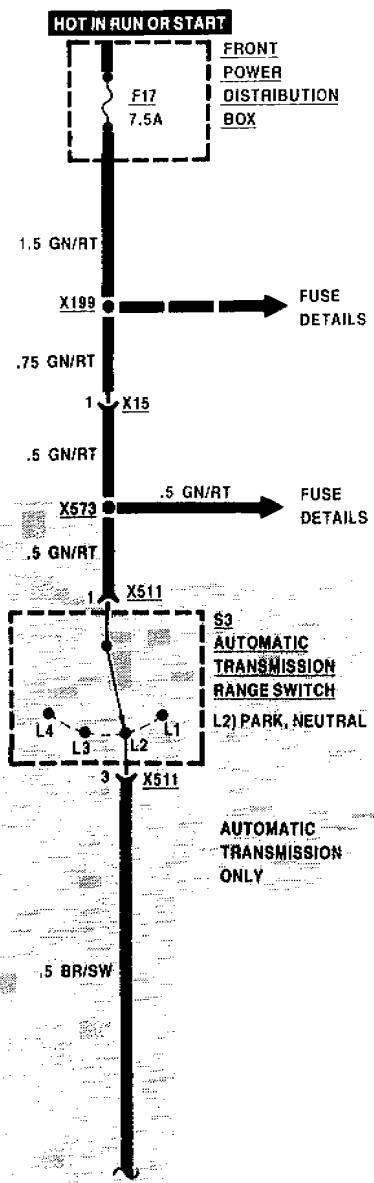 HOT IN RUN OR START
FRONT
POWER
DISTRIBUTION
BOX
F17
7.5A
1.5 GN/RT
X199
FUSE
DETAILS
.75 GN/RT
1
X15
.5 GN/RT
X573
.5 GN/RT
FUSE
DETAILS
.5 GN/RT
1
X511
S3
AUTOMATIC
TRANSMISSION
RANGE SWITCH
L2) PARK, NEUTRAL
L4
L3
L2
L1
3
X511
AUTOMATIC
TRANSMISSION
ONLY
.5 BR/SW